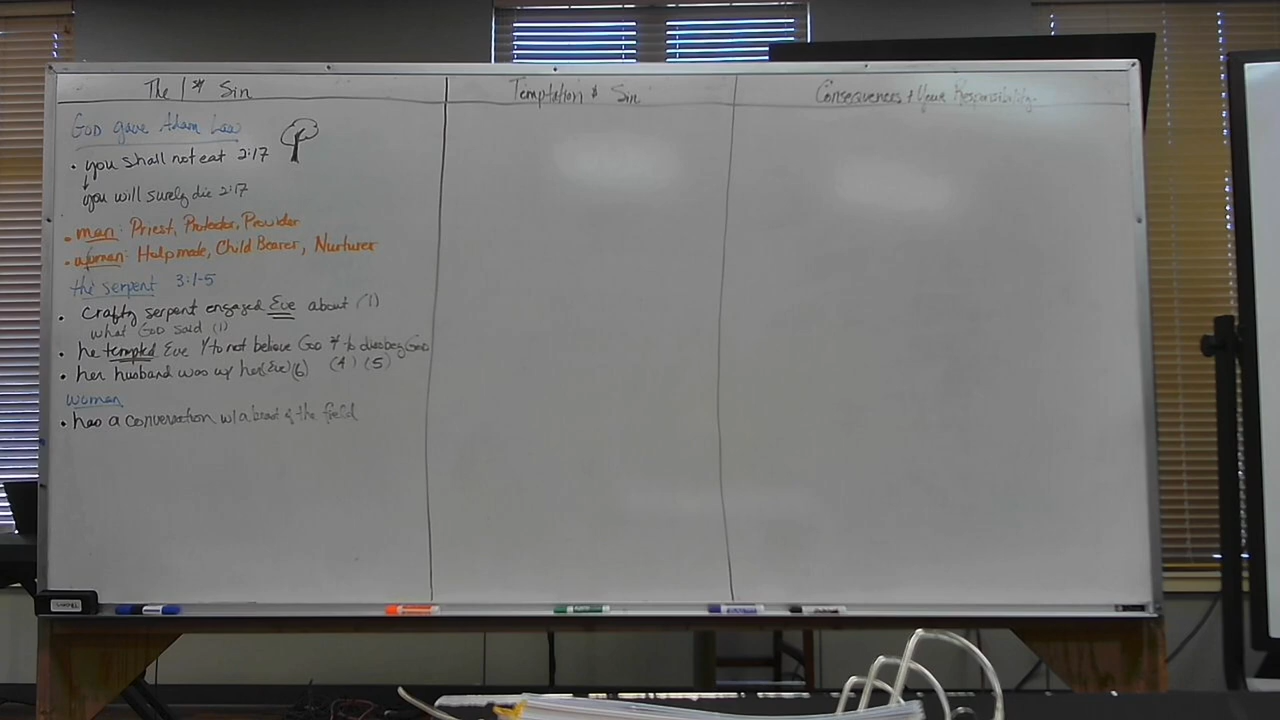 The 1st Sin
Temptation & Sin
Consequences & Your Responsibility
God gave Adam Law
• you shall not eat 2:17
you will surely die 2:17
• man: Priest, Protector, Provider
• woman: Helpmate, Child Bearer, Nurturer
the serpent 3:1-5
• Crafty serpent engaged Eve about (1)
what God said (1)
• he tempted Eve to not believe God & to disobey God
(4) (5)
• her husband was w/ her (Eve) (6)
woman
• has a conversation w/ a beast of the field